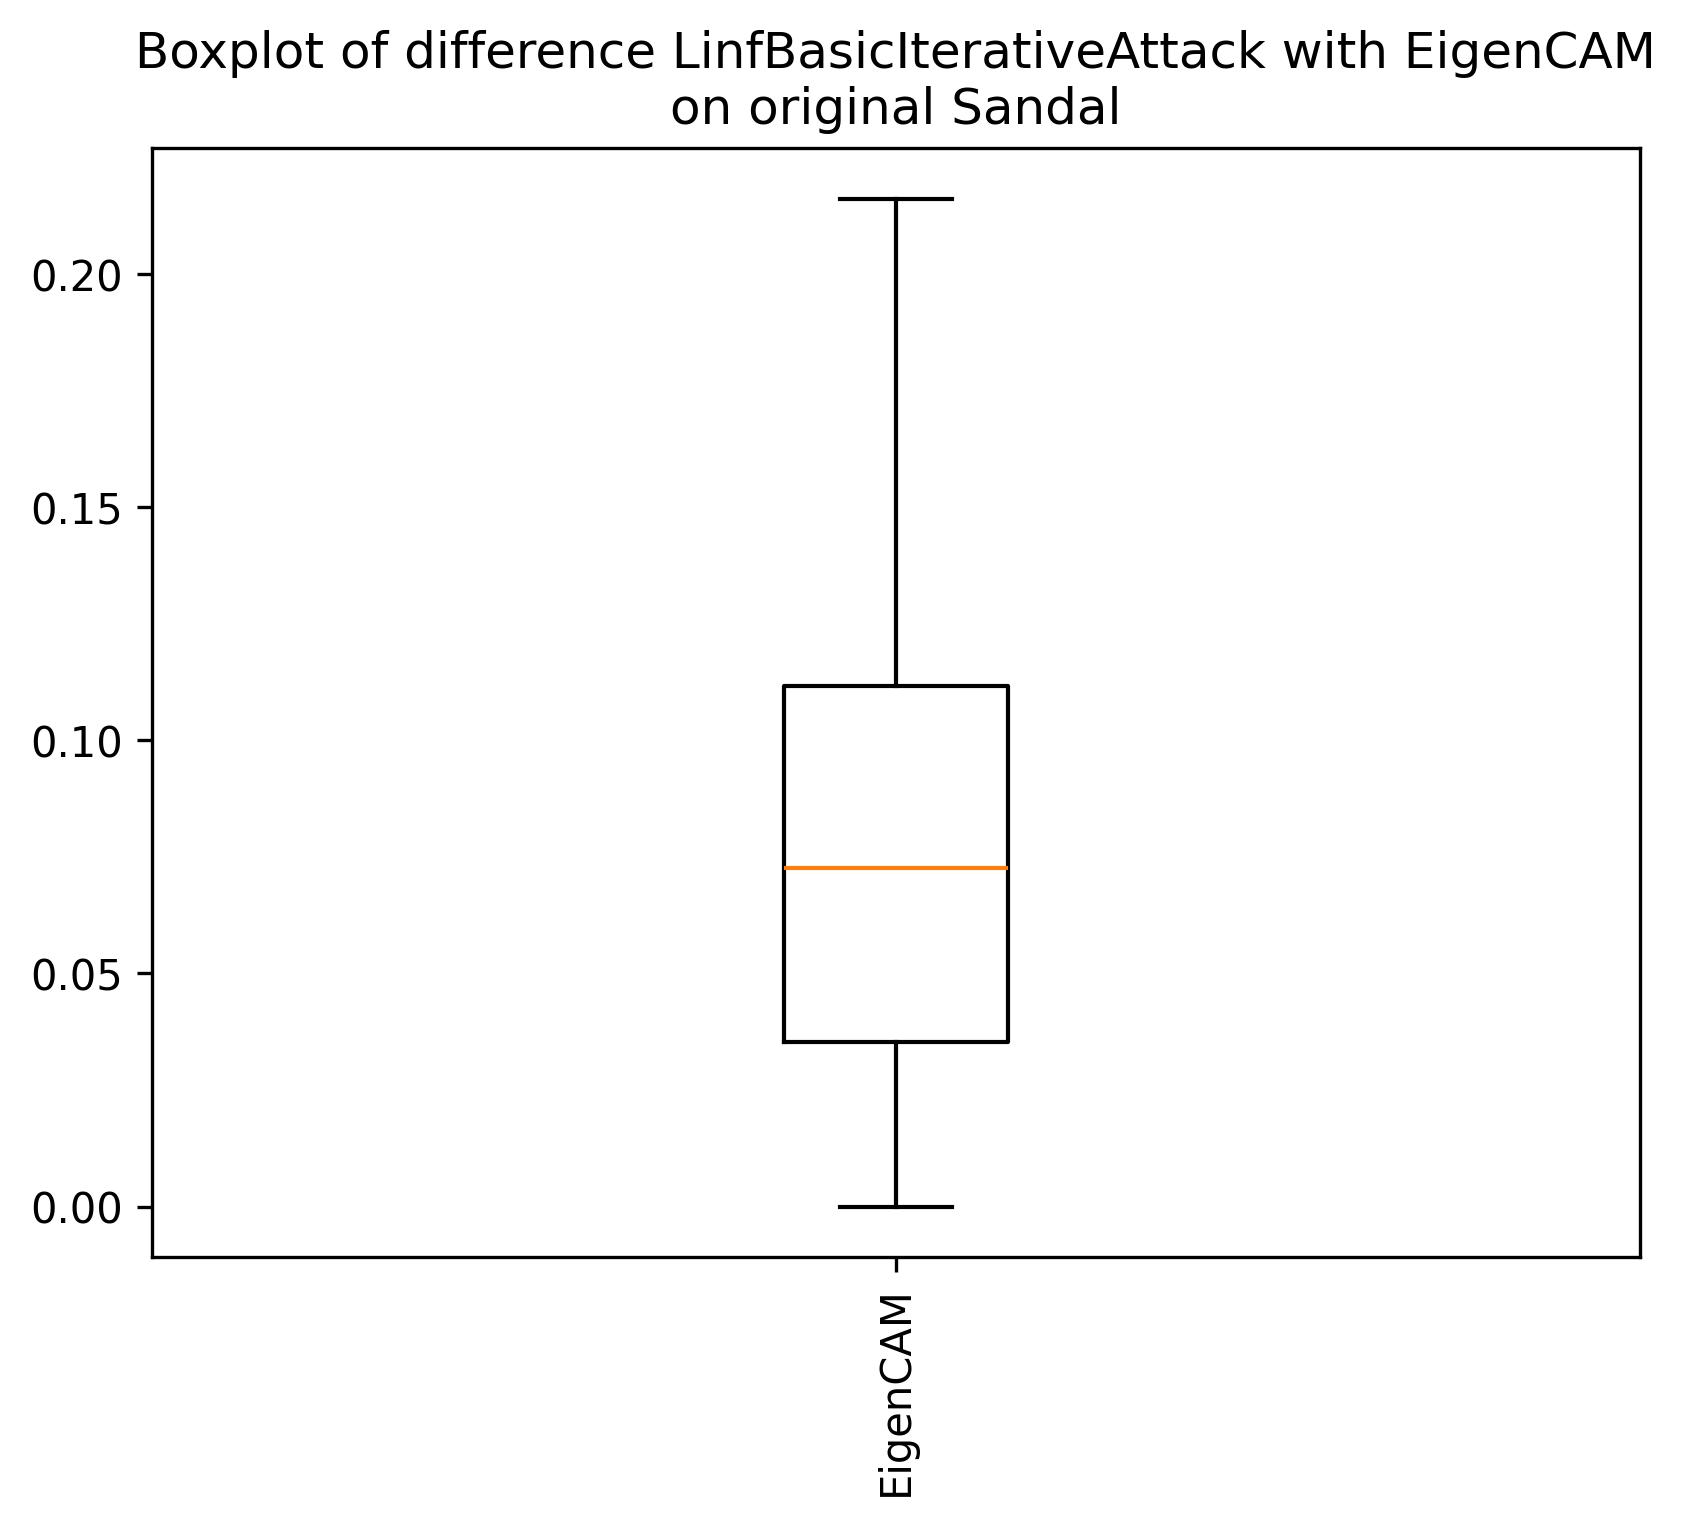 Boxplot of difference LinfBasicIterativeAttack with EigenCAM
on original Sandal
0.20
0.15
0.10
0.05
0.00
EigenCAM